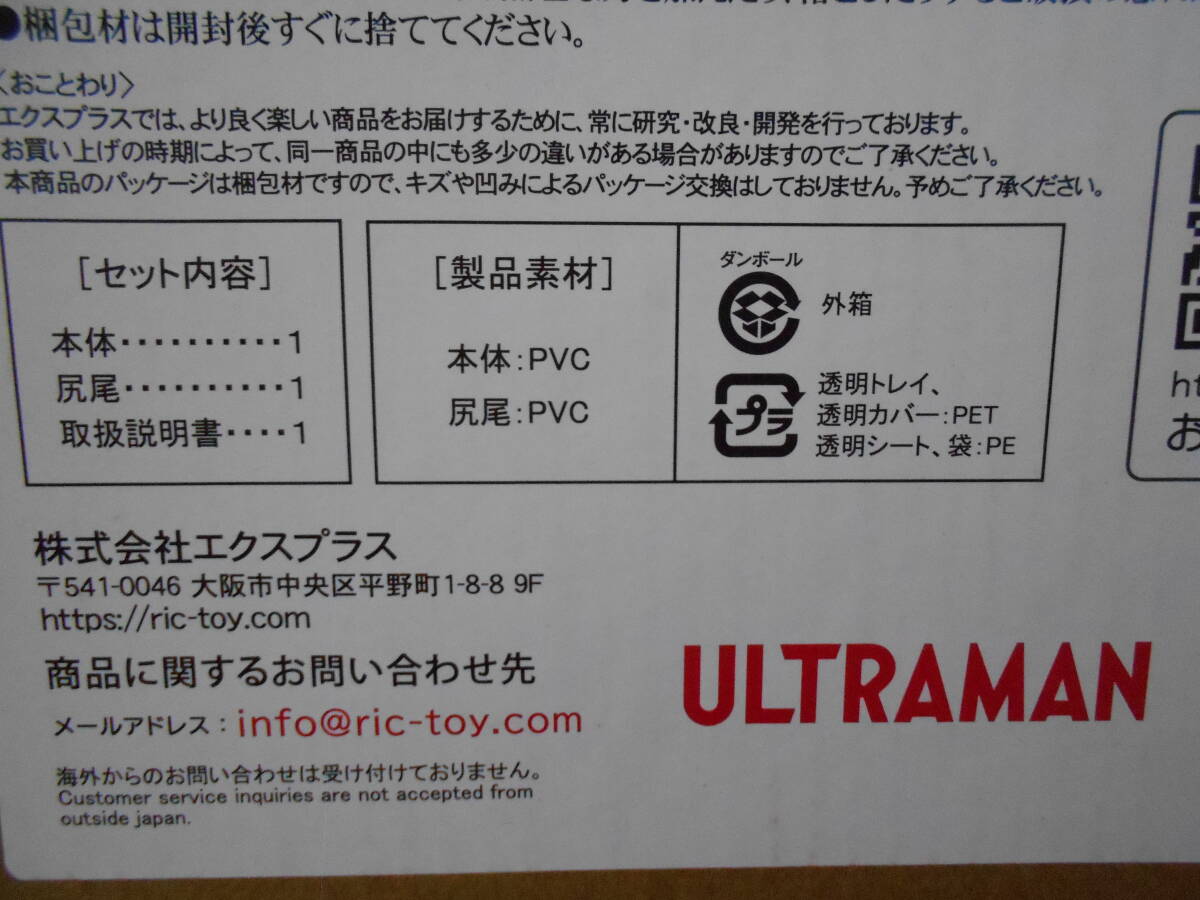 ●梱包材は開封後すぐに捨ててください。
〈おことわり〉
エクスプラスでは、より良く楽しい商品をお届けするために、常に研究・改良・開発を行っております。
お買い上げの時期によって、同一商品の中にも多少の違いがある場合がありますのでご了承ください。
本商品のパッケージは梱包材ですので、キズや凹みによるパッケージ交換はしておりません。予めご了承ください。
［セット内容］
本体・・・・・・・・・・1
尻尾・・・・・・・・・・1
取扱説明書・・・・1
［製品素材］
本体：PVC
尻尾：PVC
ダンボール
外箱
プラ
透明トレイ、
透明カバー：PET
透明シート、袋：PE
ht
お
株式会社エクスプラス
〒541-0046 大阪市中央区平野町1-8-8 9F
https://ric-toy.com
商品に関するお問い合わせ先
メールアドレス：info@ric-toy.com
海外からのお問い合わせは受け付けておりません。
Customer service inquiries are not accepted from
outside japan.
ULTRAMAN